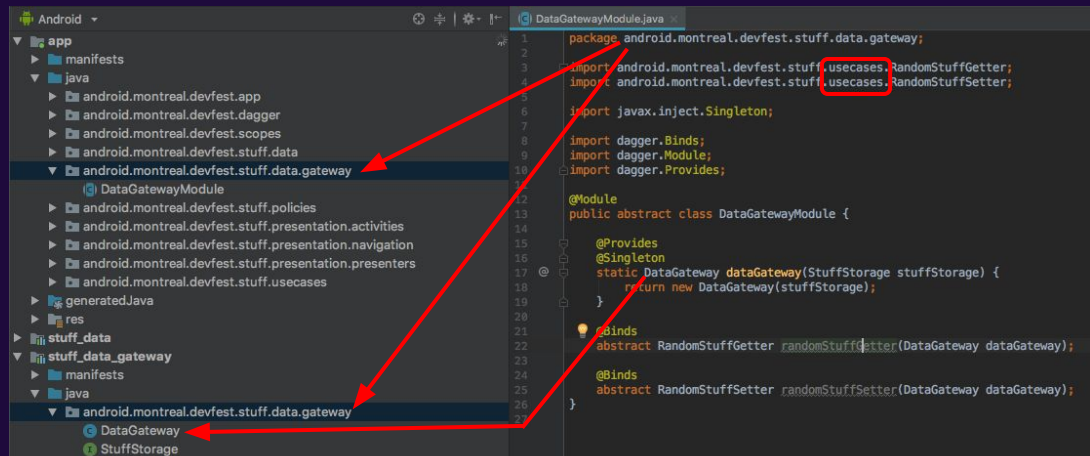 Android
app
manifests
java
android.montreal.devfest.app
android.montreal.devfest.dagger
android.montreal.devfest.scopes
android.montreal.devfest.stuff.data
android.montreal.devfest.stuff.data.gateway
DataGatewayModule
android.montreal.devfest.stuff.policies
android.montreal.devfest.stuff.presentation.activities
android.montreal.devfest.stuff.presentation.navigation
android.montreal.devfest.stuff.presentation.presenters
android.montreal.devfest.stuff.usecases
generatedJava
res
stuff_data
stuff_data_gateway
manifests
java
android.montreal.devfest.stuff.data.gateway
DataGateway
StuffStorage
DataGatewayModule.java
1 package android.montreal.devfest.stuff.data.gateway;
2
3 import android.montreal.devfest.stuff.usecases.RandomStuffGetter;
4 import android.montreal.devfest.stuff.usecases.RandomStuffSetter;
5
6 import javax.inject.Singleton;
7
8 import dagger.Binds;
9 import dagger.Module;
10 import dagger.Provides;
11
12 @Module
13 public abstract class DataGatewayModule {
14
15 @Provides
16 @Singleton
17 @ static DataGateway dataGateway(StuffStorage stuffStorage) {
18 return new DataGateway(stuffStorage);
19 }
20
21 @Binds
22 abstract RandomStuffGetter randomStuffGetter(DataGateway dataGateway);
23
24 @Binds
25 abstract RandomStuffSetter randomStuffSetter(DataGateway dataGateway);
26 }
27